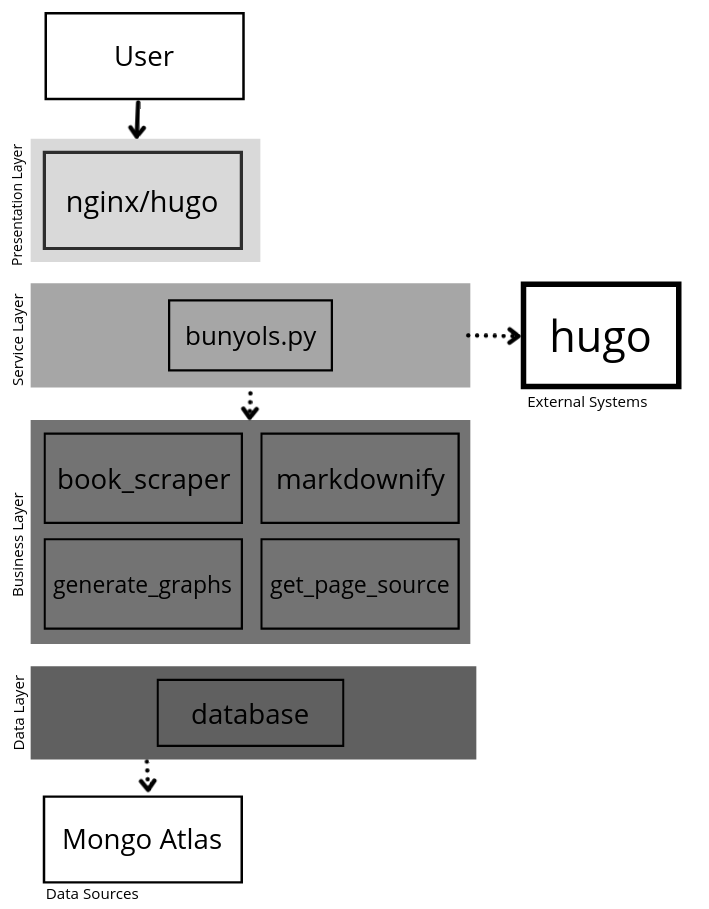 User
Presentation Layer
nginx/hugo
Service Layer
bunyols.py
hugo
External Systems
Business Layer
book_scraper
markdownify
generate_graphs
get_page_source
Data Layer
database
Mongo Atlas
Data Sources